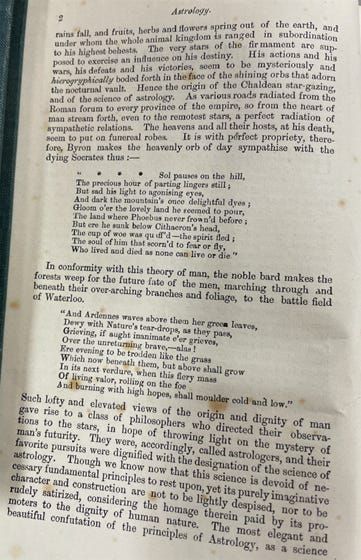 2
Astrology.
rains fall, and fruits, herbs and flowers spring out of the earth, and
under whom the whole animal kingdom is ranged in subordination
to his highest behests. The very stars of the firmament are sup-
posed to exercise an influence on his destiny. His actions and his
wars, his defeats and his victories, seem to be mysteriously and
hieroglyphically boded forth in the face of the shining orbs that adorn
the nocturnal vault. Hence the origin of the Chaldean star-gazing,
and of the science of astrology. As various roads radiated from the
Roman forum to every province of the empire, so from the heart of
man stream forth, even to the remotest stars, a perfect radiation of
sympathetic relations. The heavens and all their hosts, at his death,
seem to put on funeral robes. It is with perfect propriety, there-
fore, Byron makes the heavenly orb of day sympathise with the
dying Socrates thus :—
" * * * Sol pauses on the hill,
The precious hour of parting lingers still ;
But sad his light to agonising eyes,
And dark the mountain's once delightful dyes ;
Gloom o'er the lovely land he seemed to pour,
The land where Phoebus never frown'd before ;
But ere he sunk below Cithaeron's head,
The cup of woe was quaff'd—the spirit fled ;
The soul of him that scorn'd to fear or fly,
Who lived and died as none can live or die "
In conformity with this theory of man, the noble bard makes the
forests weep for the future fate of the men, marching through and
beneath their over-arching branches and foliage, to the battle field
of Waterloo.
"And Ardennes waves above them her green leaves,
Dewy with Nature's tear-drops, as they pass,
Grieving, if aught inanimate e'er grieves,
Over the unreturning brave,—alas !
Ere evening to be trodden like the grass
Which now beneath them, but above shall grow
In its next verdure, when this fiery mass
Of living valor, rolling on the foe
And burning with high hopes, shall moulder cold and low."
Such lofty and elevated views of the origin and dignity of man
gave rise to a class of philosophers who directed their observa-
tions to the stars, in hope of throwing light on the mystery of
man's futurity. They were, accordingly, called astrologers, and their
favorite pursuits were dignified with the designation of the science of
astrology. Though we know now that this science is devoid of ne-
cessary fundamental principles to rest upon, yet its purely imaginative
character and construction are not to be lightly despised, nor to be
rudely satirized, considering the homage therein paid by its pro-
moters to the dignity of human nature. The most elegant and
beautiful confutation of the principles of Astrology, as a science